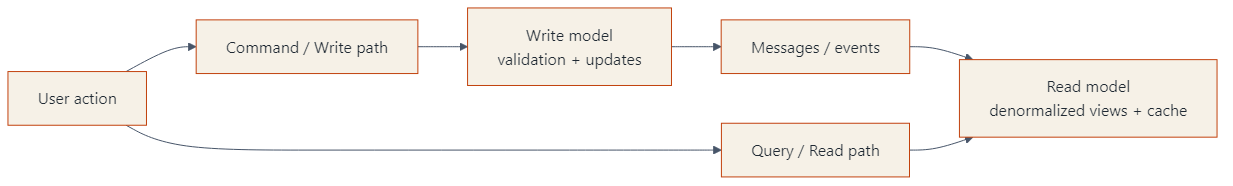 User action
Command / Write path
Write model
validation + updates
Messages / events
Query / Read path
Read model
denormalized views + cache